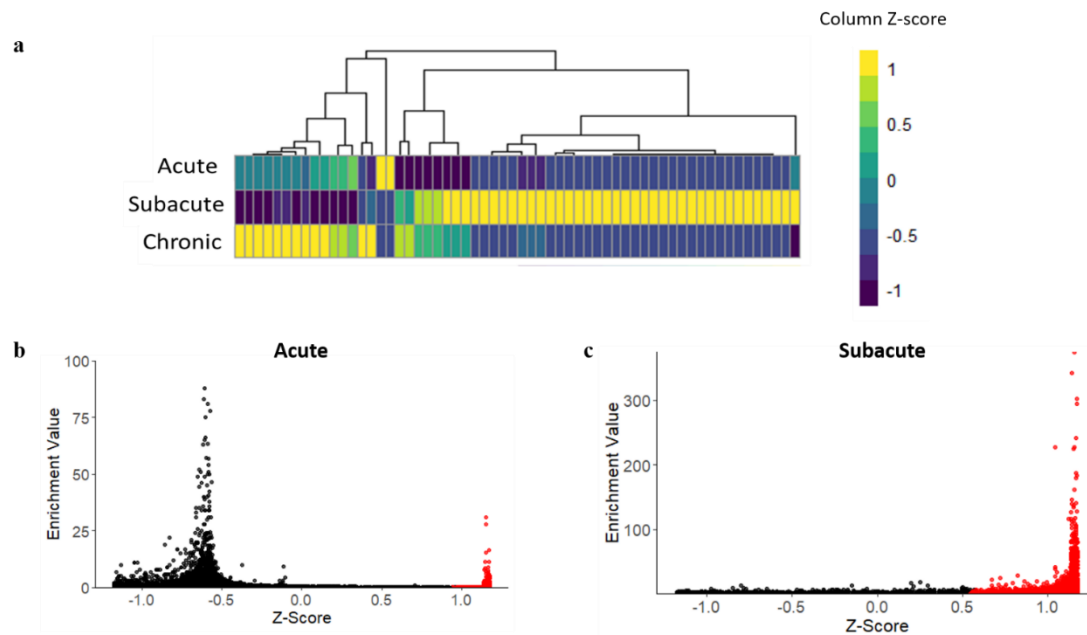 Column Z-score
a
1
0.5
0
-0.5
-1
Acute
Subacute
Chronic
b
Acute
100
75
50
25
0
Enrichment Value
-1.0
-0.5
0.0
0.5
1.0
Z-Score
c
Subacute
300
200
100
Enrichment Value
-1.0
-0.5
0.0
0.5
1.0
Z-Score